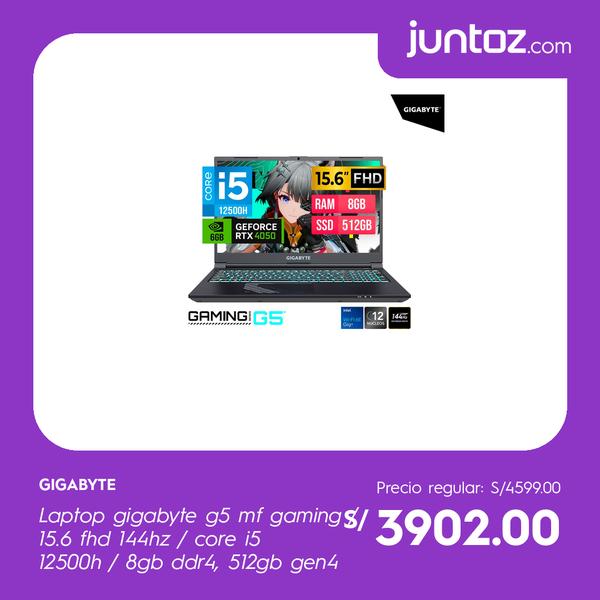 juntoz.com
GIGABYTE
CORE i5
12500H
6GB
GEFORCE
RTX 4050
15.6" FHD
RAM 8GB
SSD 512GB
GIGABYTE
GAMING G5
12
NÚCLEOS
144Hz
GIGABYTE
Precio regular: S/4599.00
Laptop gigabyte g5 mf gaming /
15.6 fhd 144hz / core i5
12500h / 8gb ddr4, 512gb gen4
S/ 3902.00